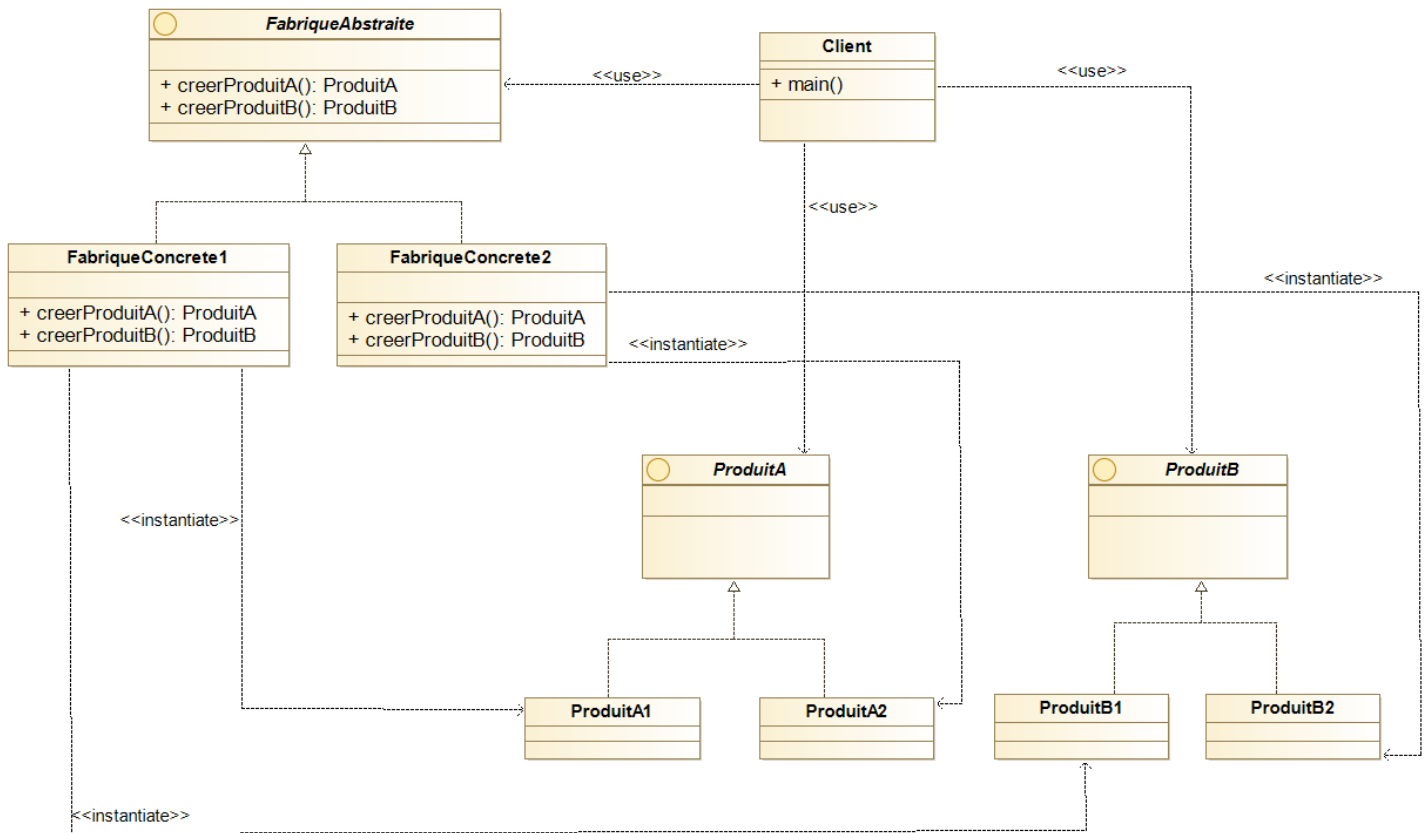 FabriqueAbstraite
+ creerProduitA(): ProduitA
+ creerProduitB(): ProduitB
Client
+ main()
<<use>>
<<use>>
<<use>>
FabriqueConcrete1
+ creerProduitA(): ProduitA
+ creerProduitB(): ProduitB
FabriqueConcrete2
+ creerProduitA(): ProduitA
+ creerProduitB(): ProduitB
<<instantiate>>
<<instantiate>>
ProduitA
ProduitB
<<instantiate>>
ProduitA1
ProduitA2
ProduitB1
ProduitB2
<<instantiate>>